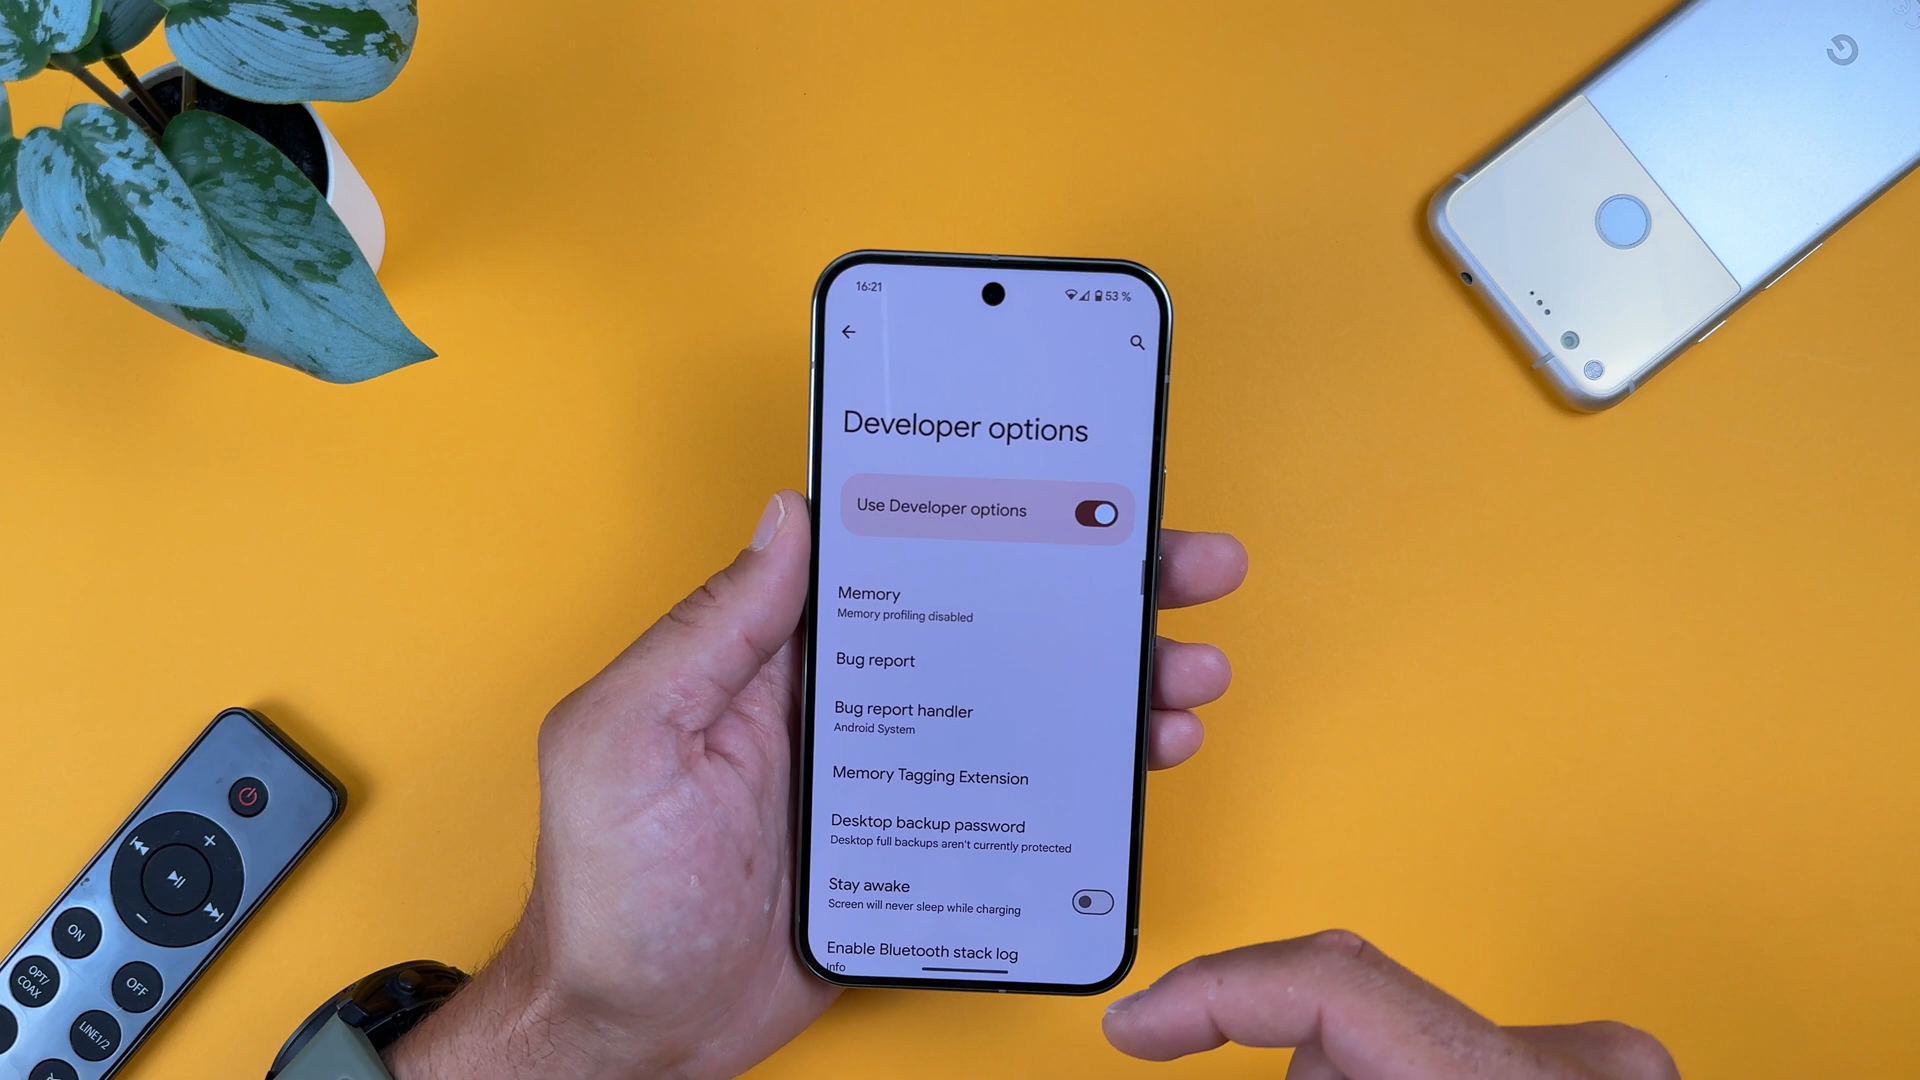 16:21
53 %
Developer options
Use Developer options
Memory
Memory profiling disabled
Bug report
Bug report handler
Android System
Memory Tagging Extension
Desktop backup password
Desktop full backups aren't currently protected
Stay awake
Screen will never sleep while charging
Enable Bluetooth stack log
Info
ON
OPT/
COAX
OFF
LINE1/2
G